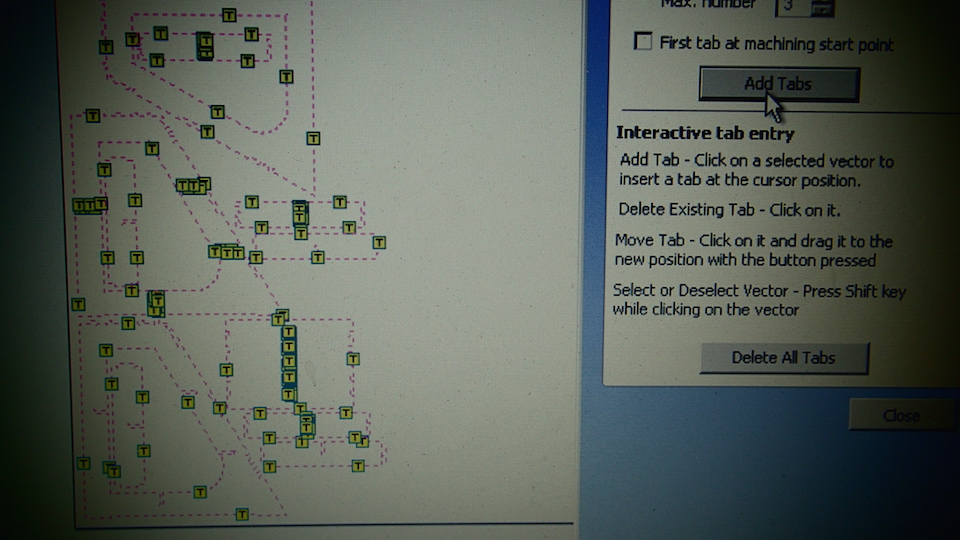 Max. number 3
First tab at machining start point
Add Tabs
Interactive tab entry
Add Tab - Click on a selected vector to
insert a tab at the cursor position.
Delete Existing Tab - Click on it.
Move Tab - Click on it and drag it to the
new position with the button pressed
Select or Deselect Vector - Press Shift key
while clicking on the vector
Delete All Tabs
Close